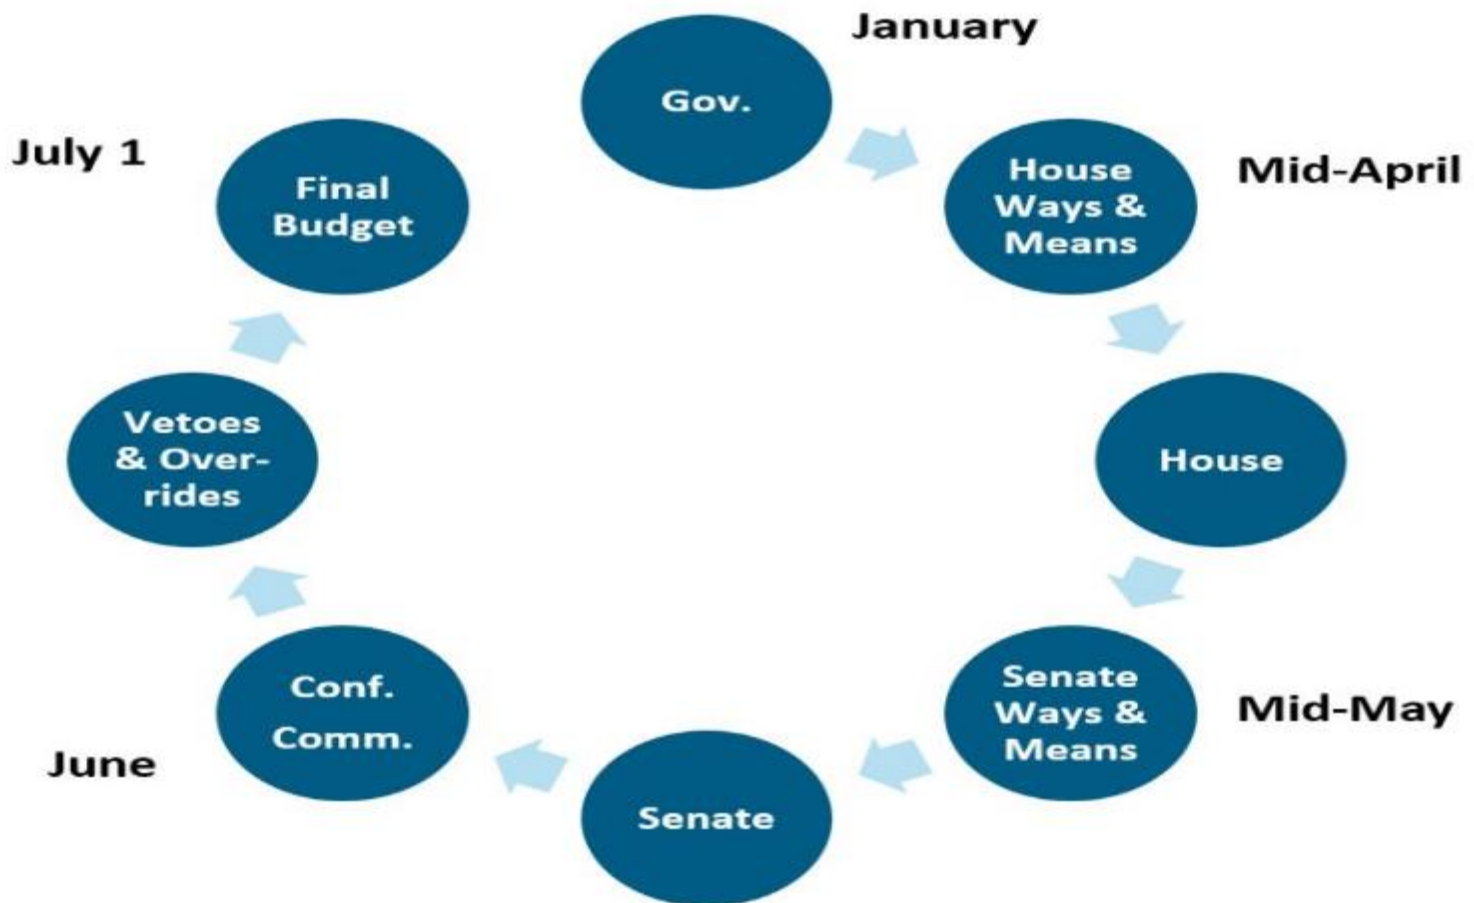 January
Gov.
House
Ways &
Means
Mid-April
House
Senate
Ways &
Means
Mid-May
Senate
Conf.
Comm.
June
Vetoes
& Over-
rides
Final
Budget
July 1